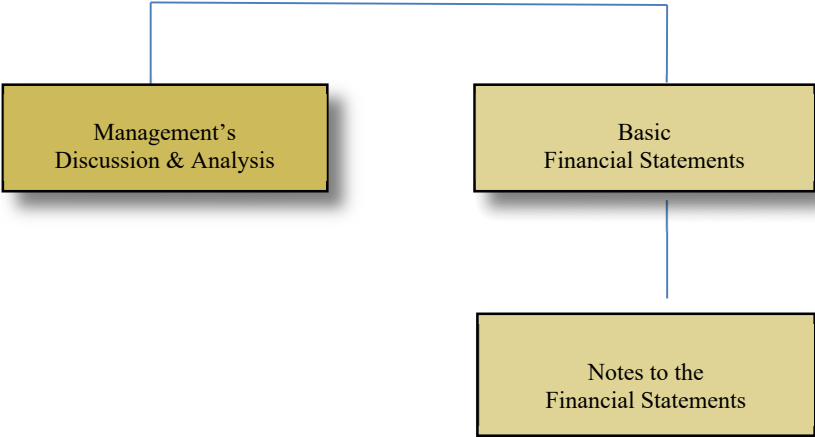 Management’s
Discussion & Analysis
Basic
Financial Statements
Notes to the
Financial Statements